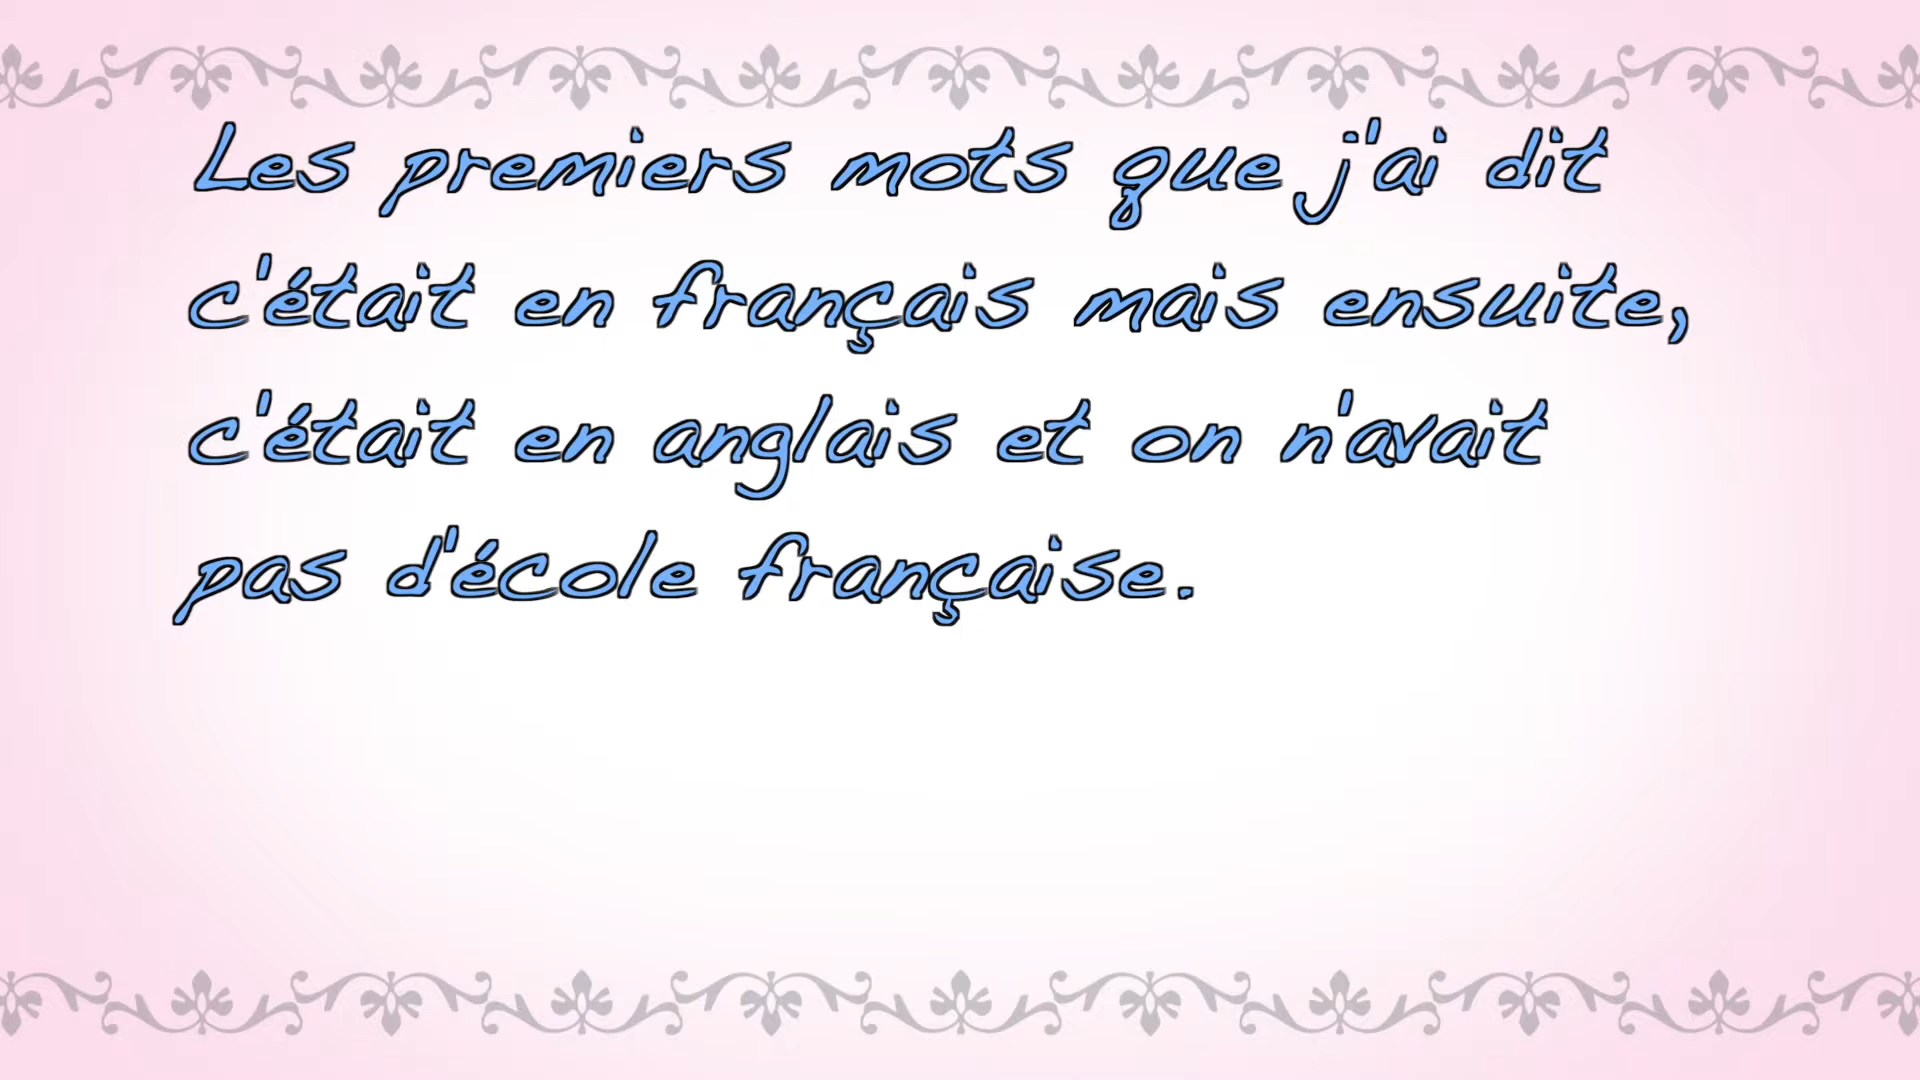 Les premiers mots que j'ai dit
c'était en français mais ensuite,
c'était en anglais et on n'avait
pas d'école française.